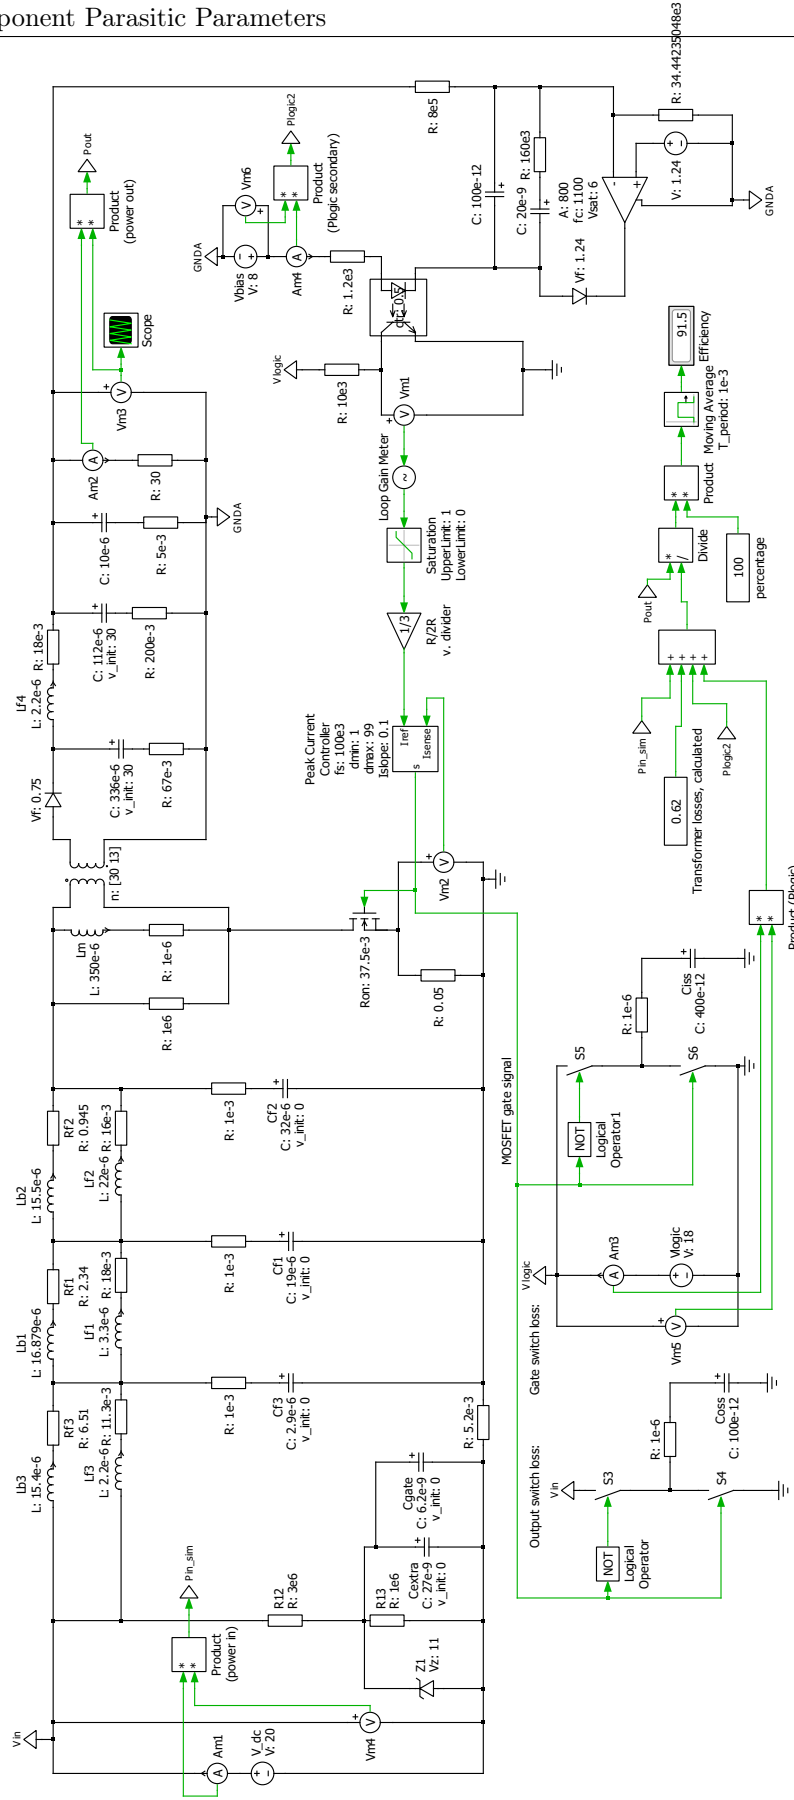 ponent Parasitic Parameters
Vin
Am1
V_dc
V: 20
Vm4
Product
(power in)
Pin_sim
Z1
Vz: 11
R12
R: 3e6
R13
R: 1e6
Cextra
C: 27e-9
v_init: 0
Cgate
C: 6.2e-9
v_init: 0
R: 5.2e-3
Lb3
L: 15.4e-6
Rf3
R: 6.51
Lf3
L: 2.2e-6
R: 11.3e-3
R: 1e-3
Cf3
C: 2.9e-6
v_init: 0
Lb1
L: 16.879e-6
Rf1
R: 2.34
Lf1
L: 3.3e-6
R: 18e-3
R: 1e-3
Cf1
C: 19e-6
v_init: 0
Lb2
L: 15.5e-6
Rf2
R: 0.945
Lf2
L: 22e-6
R: 16e-3
R: 1e-3
Cf2
C: 32e-6
v_init: 0
R: 1e6
Lm
L: 350e-6
R: 1e-6
n: [30 13]
Ron: 37.5e-3
R: 0.05
Vm2
Vf: 0.75
C: 336e-6
v_init: 30
R: 67e-3
Lf4
L: 2.2e-6
R: 18e-3
C: 112e-6
v_init: 30
R: 200e-3
C: 10e-6
R: 5e-3
GNDA
Am2
R: 30
Vm3
Scope
Product
(power out)
Pout
Peak Current
Controller
fs: 100e3
dmin: 1
dmax: 99
Islope: 0.1
Iref
Isense
s
1/3
R/2R
v. divider
Saturation
UpperLimit: 1
LowerLimit: 0
Loop Gain Meter
Vm1
Vlogic
R: 10e3
ctr: 0.5
R: 1.2e3
GNDA
Vbias
V: 8
Am4
Vm6
Product
(Plogic secondary)
Plogic2
R: 8e5
C: 100e-12
C: 20e-9
R: 160e3
A: 800
fc: 1100
Vsat: 6
Vf: 1.24
V: 1.24
R: 34.44235048e3
GNDA
Output switch loss:
Vin
S3
S4
NOT
Logical
Operator
R: 1e-6
Coss
C: 100e-12
Gate switch loss:
Vlogic
Vm5
Am3
Vlogic
V: 18
MOSFET gate signal
NOT
Logical
Operator1
S5
S6
R: 1e-6
Ciss
C: 400e-12
Product (Plogic)
Transformer losses, calculated
0.62
Pin_sim
Plogic2
Pout
Divide
100
percentage
Product
Moving Average
T_period: 1e-3
Efficiency
91.5